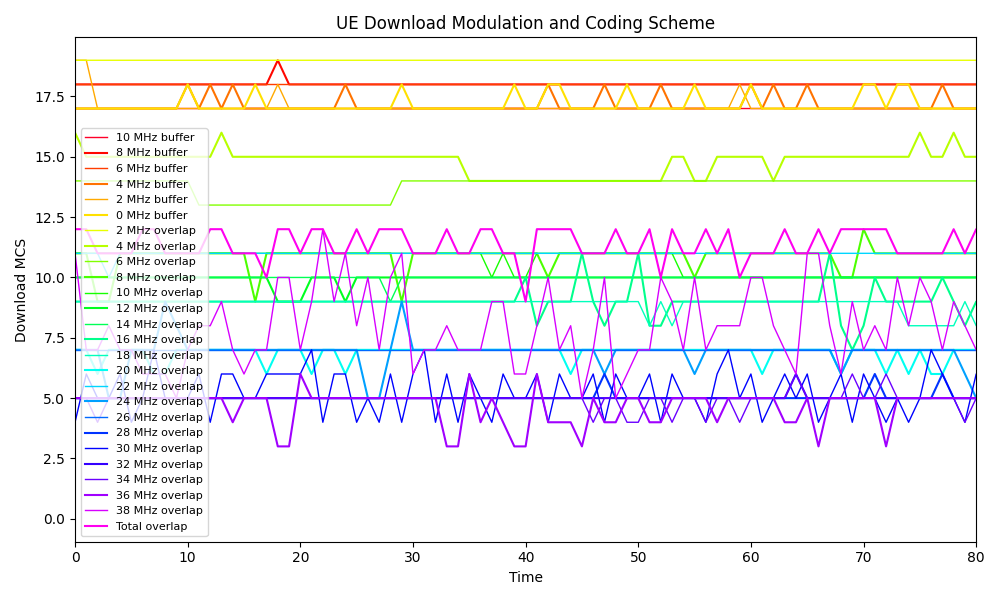 UE Download Modulation and Coding Scheme
Download MCS
17.5
15.0
12.5
10.0
7.5
5.0
2.5
0.0
10 MHz buffer
8 MHz buffer
6 MHz buffer
4 MHz buffer
2 MHz buffer
0 MHz buffer
2 MHz overlap
4 MHz overlap
6 MHz overlap
8 MHz overlap
10 MHz overlap
12 MHz overlap
14 MHz overlap
16 MHz overlap
18 MHz overlap
20 MHz overlap
22 MHz overlap
24 MHz overlap
26 MHz overlap
28 MHz overlap
30 MHz overlap
32 MHz overlap
34 MHz overlap
36 MHz overlap
38 MHz overlap
Total overlap
0 10 20 30 40 50 60 70 80
Time